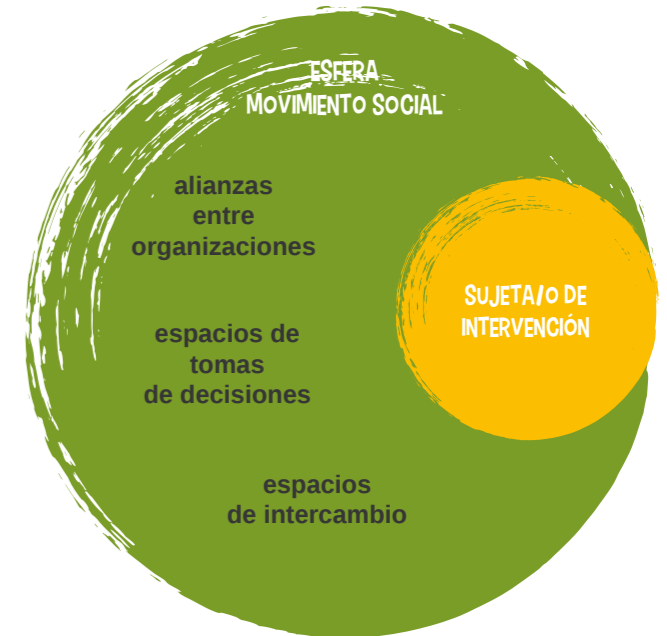 ESFERA
MOVIMIENTO SOCIAL
alianzas
entre
organizaciones
SUJETA/O DE
INTERVENCIÓN
espacios de
tomas
de decisiones
espacios
de intercambio